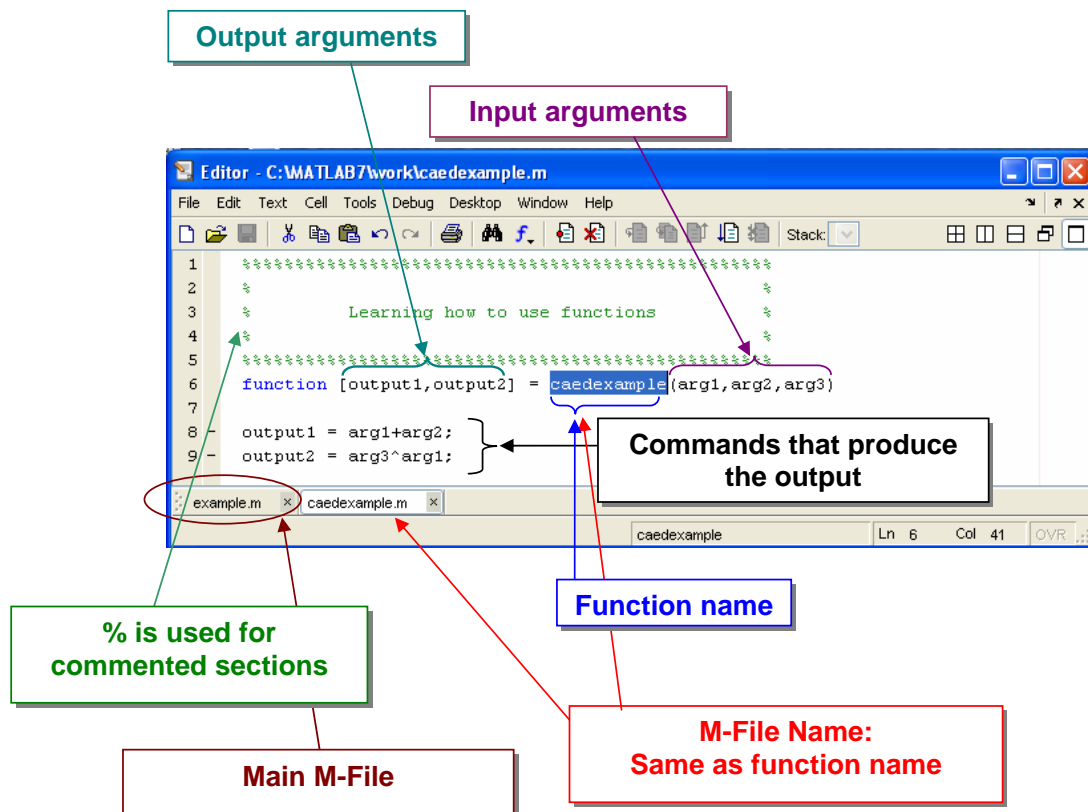 Output arguments
Input arguments
Editor - C:\MATLAB7\work\caedexample.m
File Edit Text Cell Tools Debug Desktop Window Help
Stack:
1 %%%%%%%%%%%%%%%%%%%%%%%%%%%%%%%%%%%%%%%%%%%%%%%%%%
2 % %
3 % Learning how to use functions %
4 % %
5 %%%%%%%%%%%%%%%%%%%%%%%%%%%%%%%%%%%%%%%%%%%%%%%%%%
6 function [output1,output2] = caedexample(arg1,arg2,arg3)
7
8 - output1 = arg1+arg2;
9 - output2 = arg3^arg1;
Commands that produce
the output
example.m × caedexample.m ×
caedexample Ln 6 Col 41 OVR
Function name
% is used for
commented sections
M-File Name:
Same as function name
Main M-File